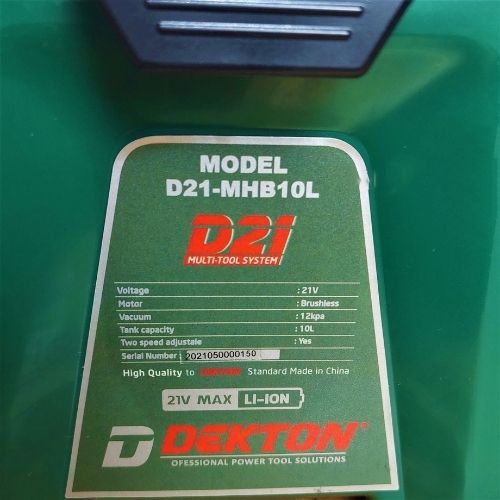 MODEL
D21-MHB10L
D21
MULTI-TOOL SYSTEM
Voltage : 21V
Motor : Brushless
Vacuum : 12kpa
Tank capacity : 10L
Two speed adjustale : Yes
Serial Number : 2021050000150
High Quality to DEKTON Standard Made in China
21V MAX LI-ION
D DEKTON®
OFESSIONAL POWER TOOL SOLUTIONS